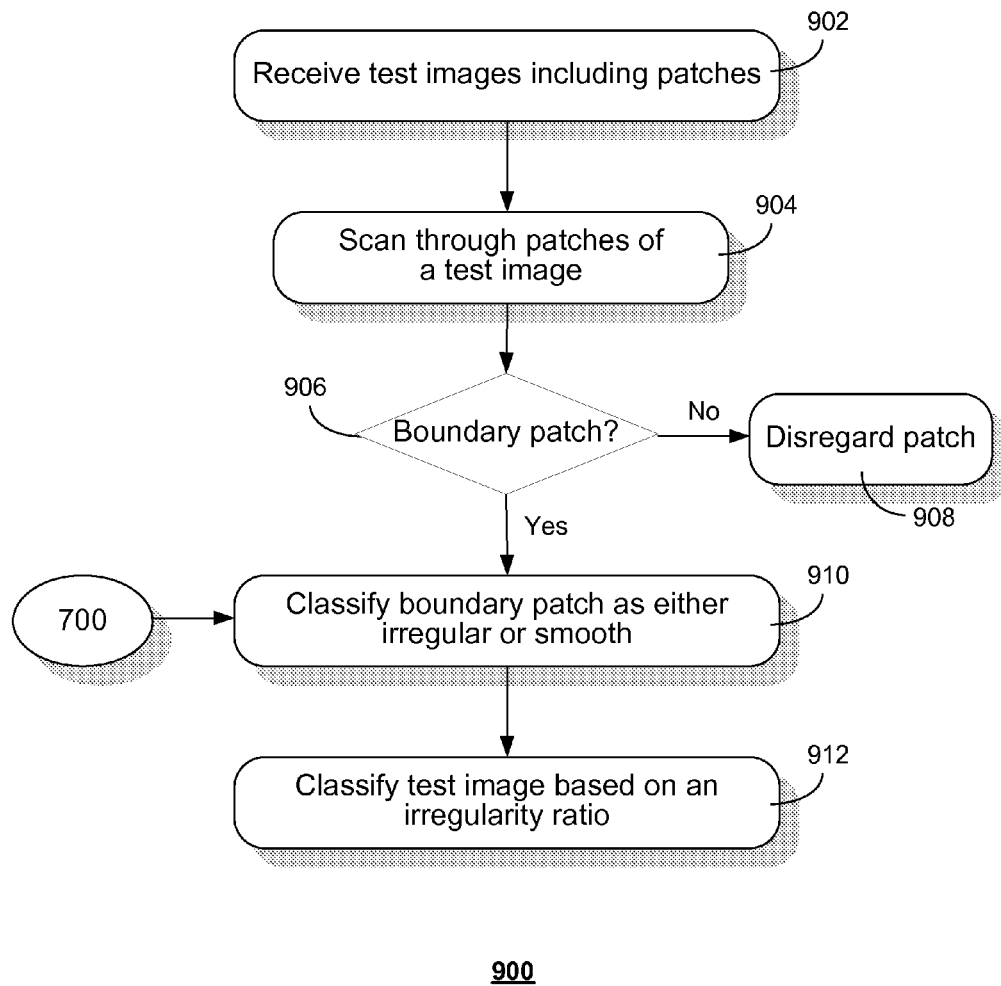 902
Receive test images including patches
904
Scan through patches of
a test image
906
Boundary patch?
No
Disregard patch
908
Yes
910
Classify boundary patch as either
irregular or smooth
700
912
Classify test image based on an
irregularity ratio
900